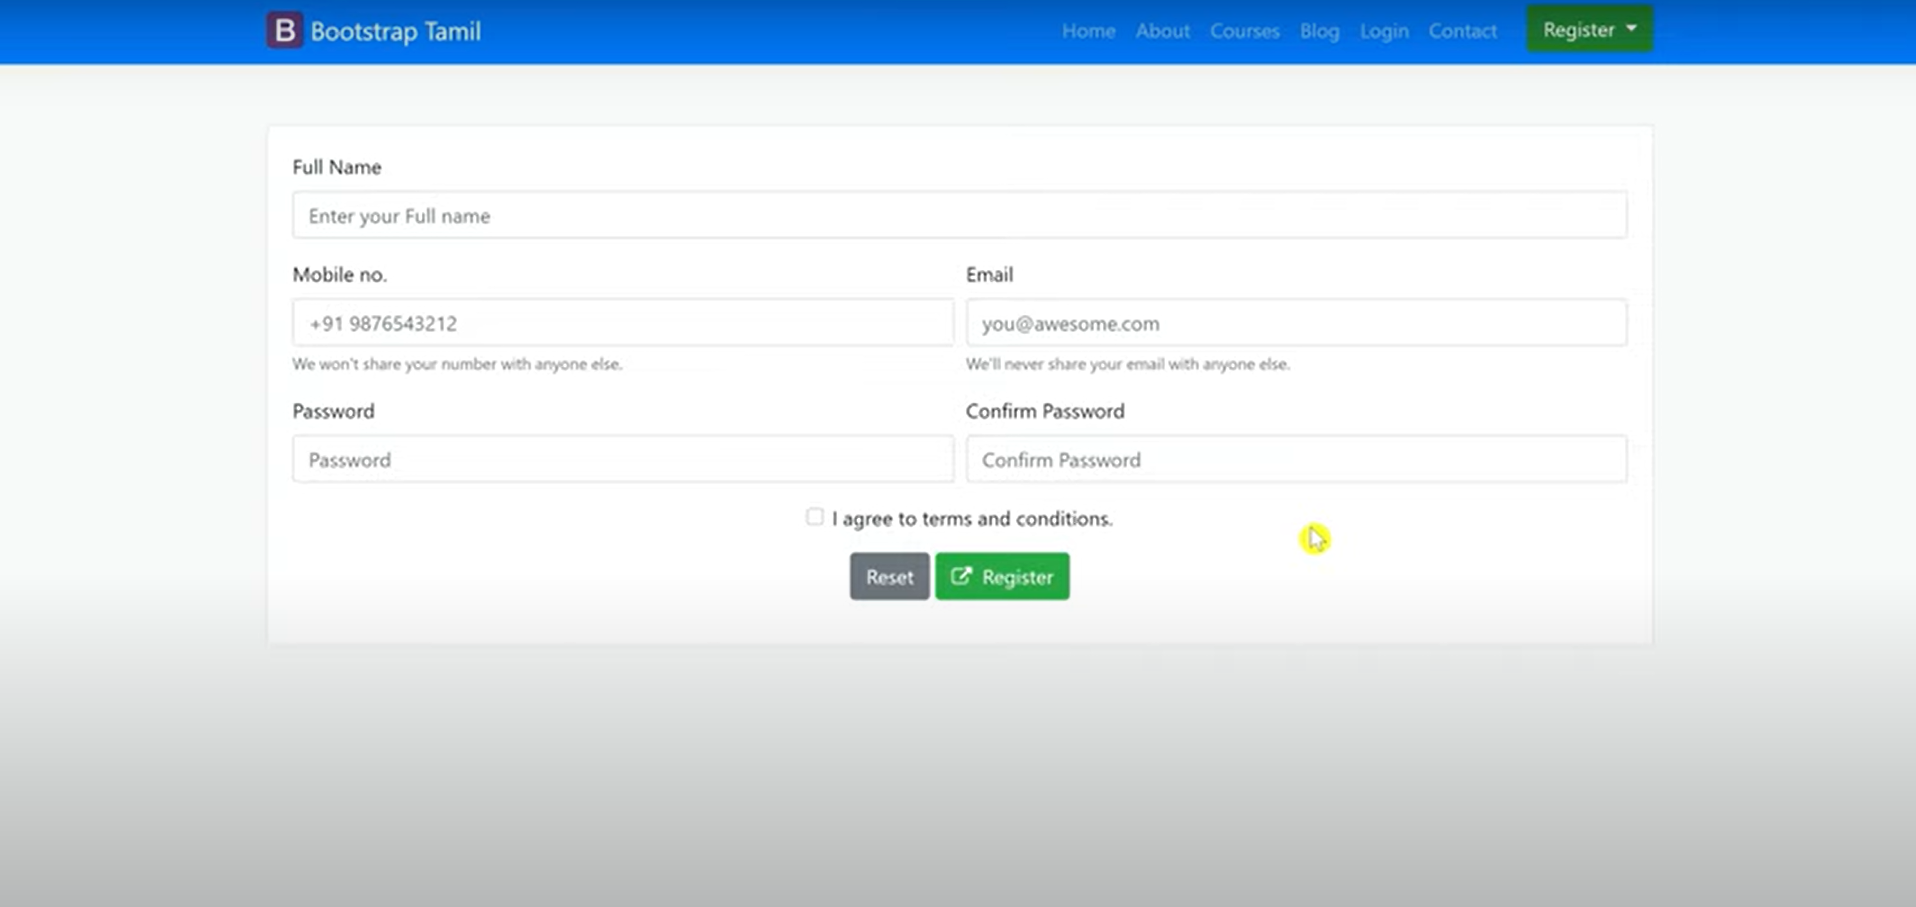 B Bootstrap Tamil Home About Courses Blog Login Contact Register
Full Name
Enter your Full name
Mobile no. Email
+91 9876543212 you@awesome.com
We won't share your number with anyone else. We'll never share your email with anyone else.
Password Confirm Password
Password Confirm Password
I agree to terms and conditions.
Reset Register